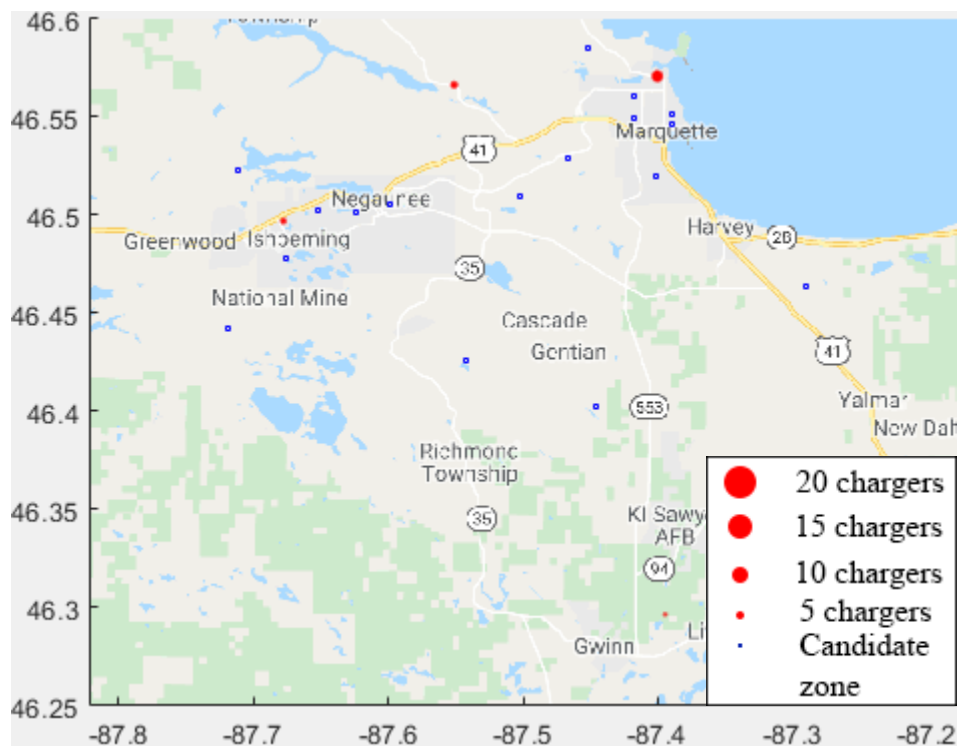 46.6
46.55
46.5
46.45
46.4
46.35
46.3
46.25
-87.8
-87.7
-87.6
-87.5
-87.4
-87.3
-87.2
41
Marquette
Negaunee
Greenwood
Ishpeming
Harvey
28
35
National Mine
Cascade
Gentian
41
553
Yalmar
New Dah
Richmond
Township
35
KI Sawy
AFB
94
Gwinn
Li
20 chargers
15 chargers
10 chargers
5 chargers
Candidate
zone